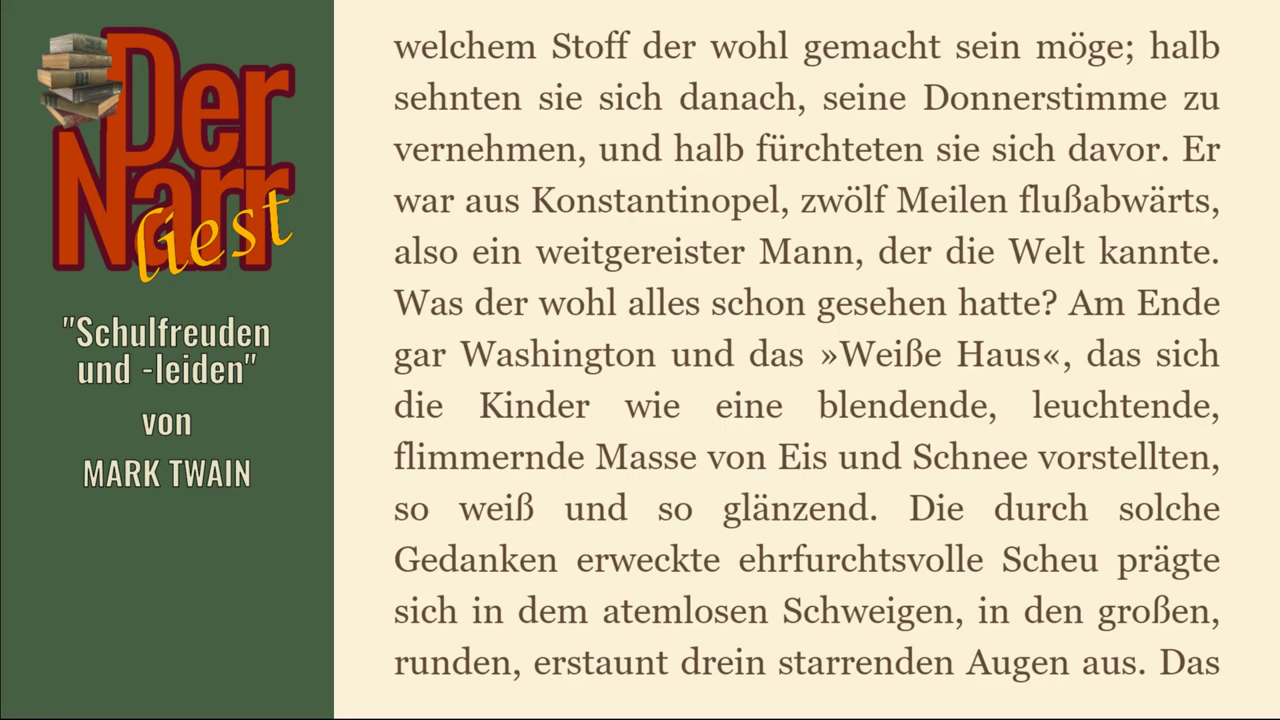 Der
Narr
liest
"Schulfreuden
und -leiden"
von
MARK TWAIN
welchem Stoff der wohl gemacht sein möge; halb
sehnten sie sich danach, seine Donnerstimme zu
vernehmen, und halb fürchteten sie sich davor. Er
war aus Konstantinopel, zwölf Meilen flußabwärts,
also ein weitgereister Mann, der die Welt kannte.
Was der wohl alles schon gesehen hatte? Am Ende
gar Washington und das »Weiße Haus«, das sich
die Kinder wie eine blendende, leuchtende,
flimmernde Masse von Eis und Schnee vorstellten,
so weiß und so glänzend. Die durch solche
Gedanken erweckte ehrfurchtsvolle Scheu prägte
sich in dem atemlosen Schweigen, in den großen,
runden, erstaunt drein starrenden Augen aus. Das